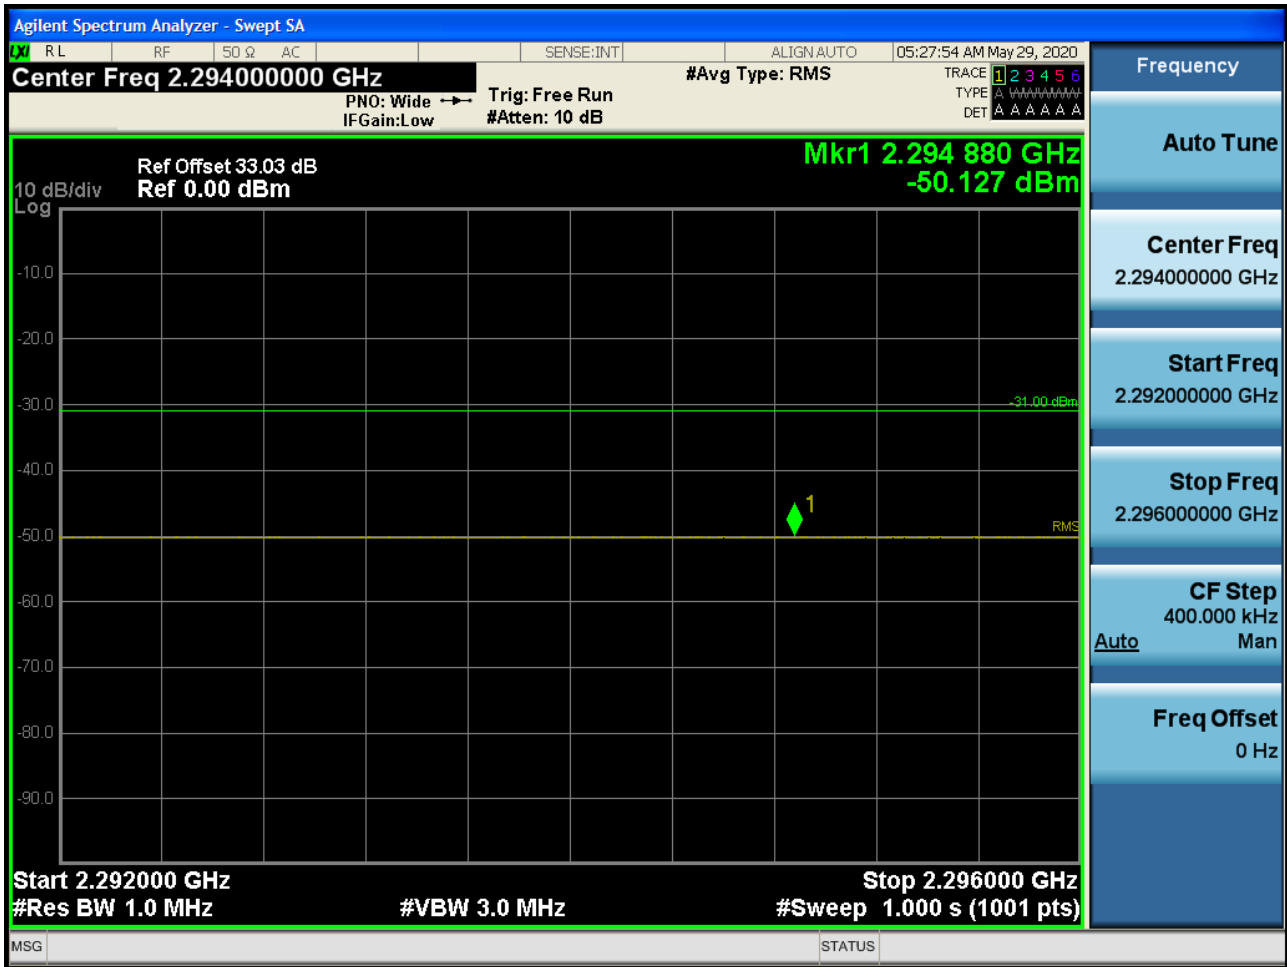 Agilent Spectrum Analyzer - Swept SA
LXI RL RF 50 Ω AC SENSE:INT ALIGN AUTO 05:27:54 AM May 29, 2020
Center Freq 2.294000000 GHz
PNO: Wide
IFGain:Low
Trig: Free Run
#Atten: 10 dB
#Avg Type: RMS
TRACE 1 2 3 4 5 6
TYPE A WWWWW
DET A A A A A A
Mkr1 2.294 880 GHz
-50.127 dBm
Ref Offset 33.03 dB
10 dB/div Ref 0.00 dBm
Log
-10.0
-20.0
-30.0
-31.00 dBm
-40.0
1
-50.0
RMS
-60.0
-70.0
-80.0
-90.0
Start 2.292000 GHz Stop 2.296000 GHz
#Res BW 1.0 MHz #VBW 3.0 MHz #Sweep 1.000 s (1001 pts)
MSG STATUS
Frequency
Auto Tune
Center Freq
2.294000000 GHz
Start Freq
2.292000000 GHz
Stop Freq
2.296000000 GHz
CF Step
400.000 kHz
Auto Man
Freq Offset
0 Hz